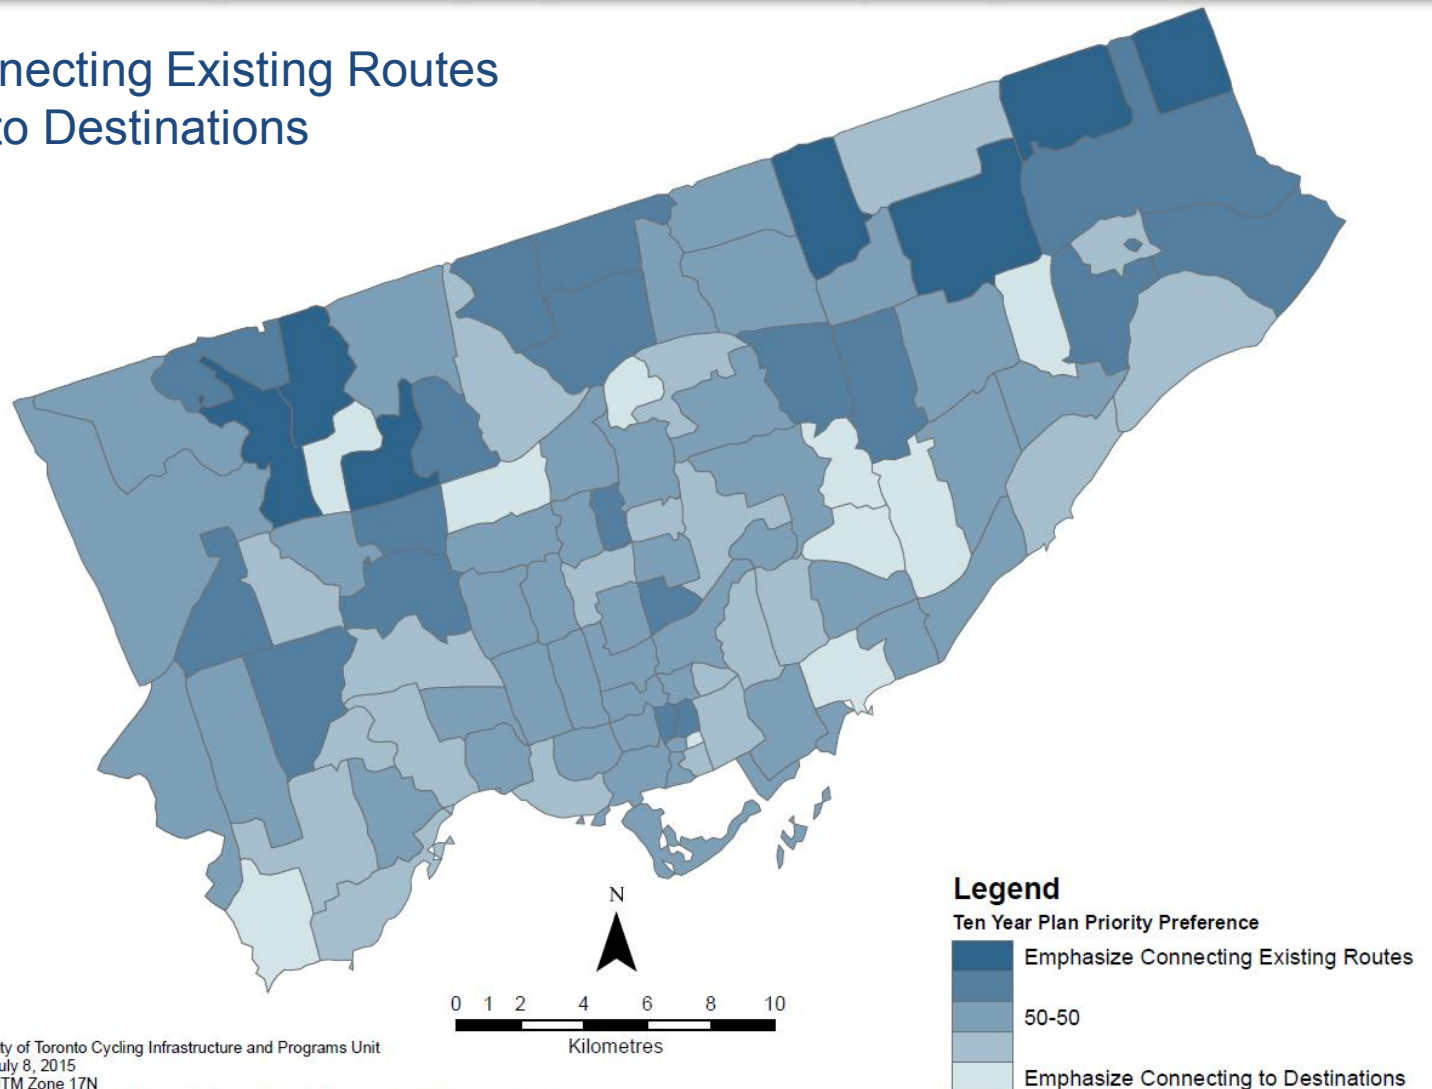 nnecting Existing Routes
to Destinations
N
0 1 2 4 6 8 10
Kilometres
Legend
Ten Year Plan Priority Preference
Emphasize Connecting Existing Routes
50-50
Emphasize Connecting to Destinations
ty of Toronto Cycling Infrastructure and Programs Unit
uly 8, 2015
TM Zone 17N